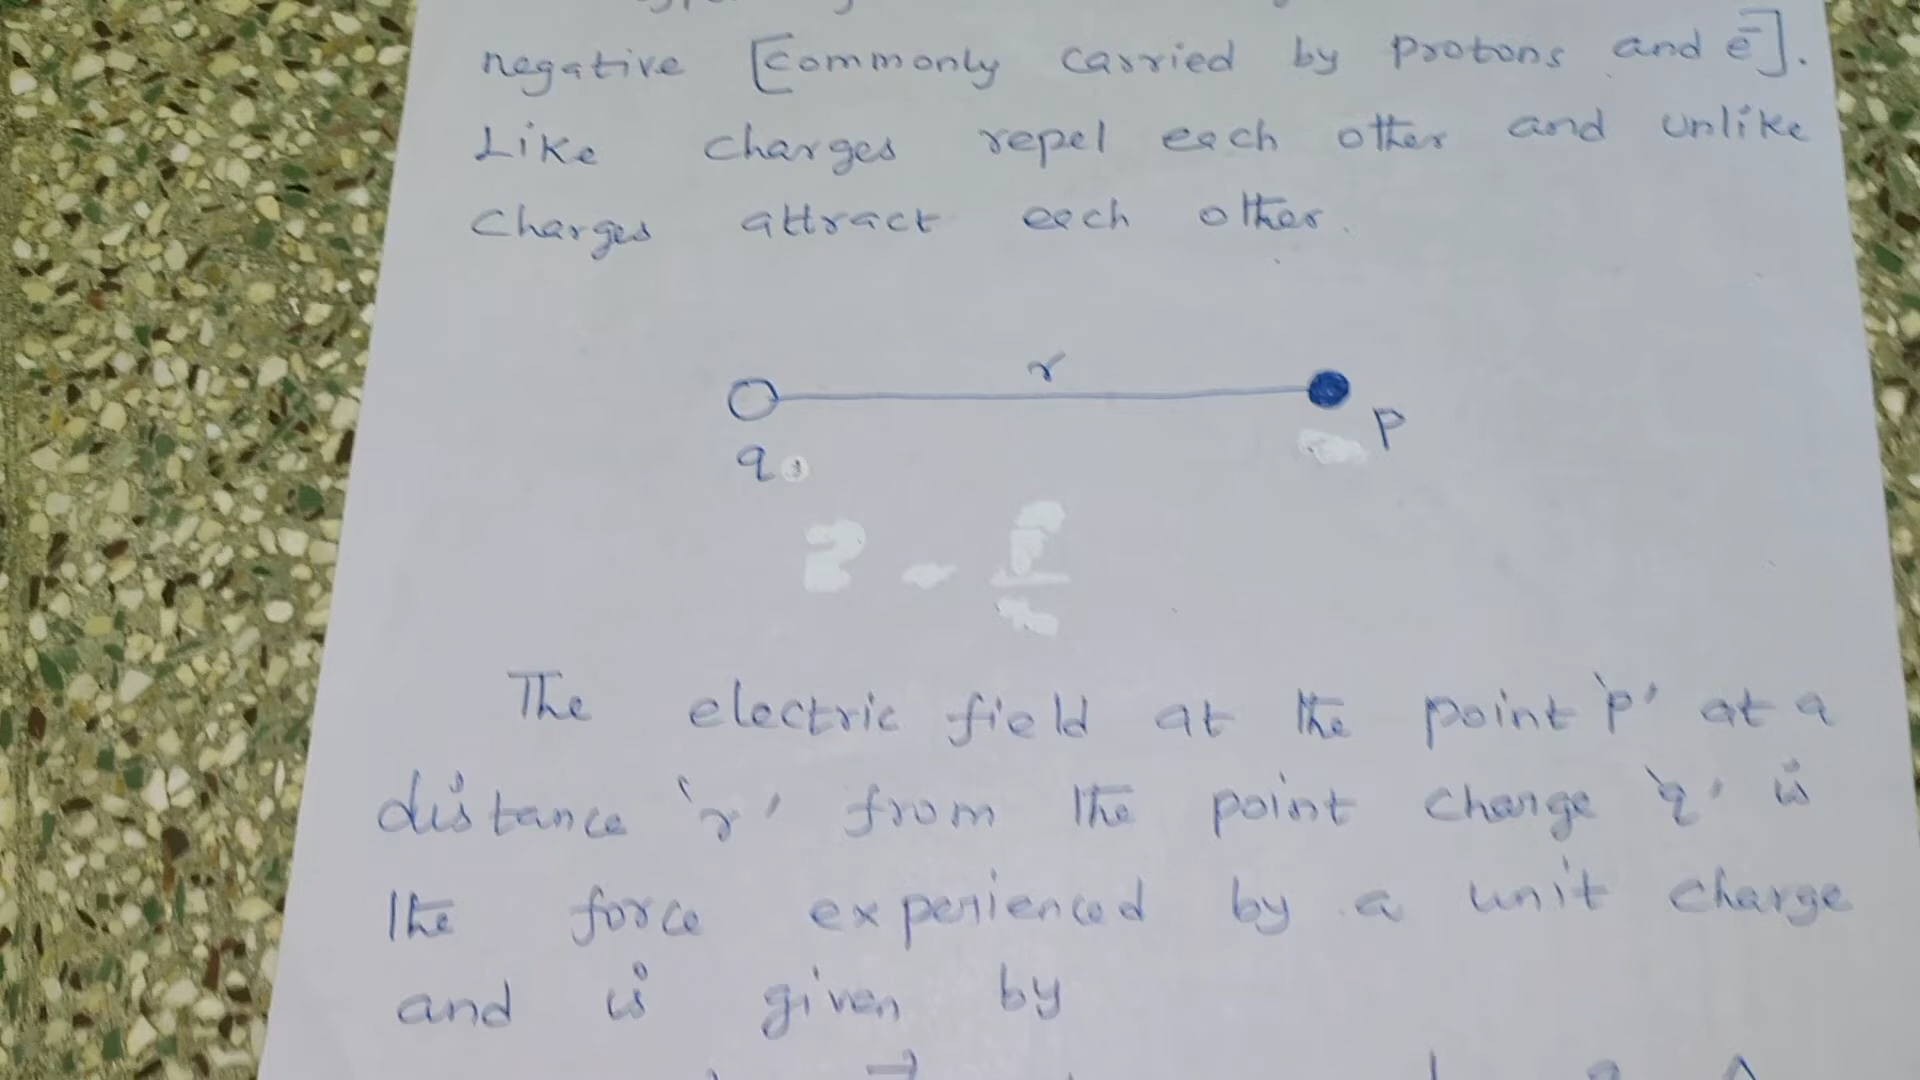 negative [commonly carried by protons and e⁻].
Like charges repel each other and unlike
charges attract each other.
r
P
q
The electric field at the point 'p' at a
distance 'r' from the point charge 'q' is
the force experienced by a unit charge
and is given by